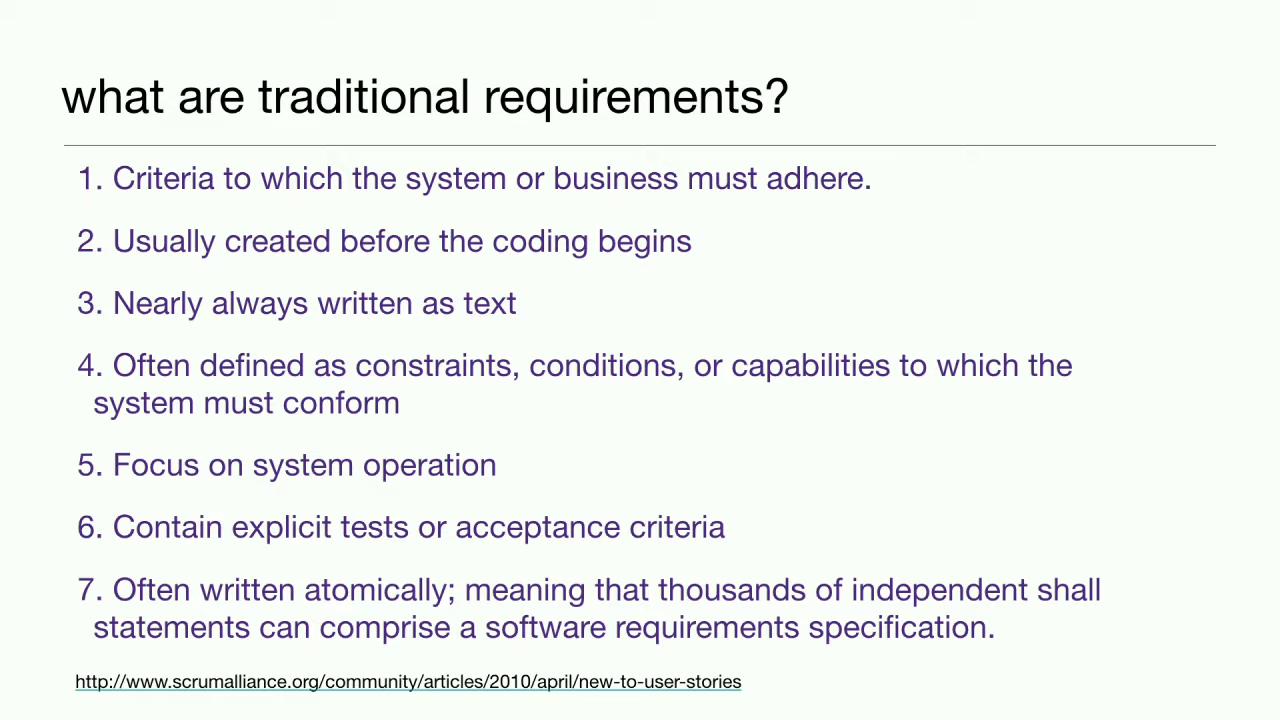 what are traditional requirements?
1. Criteria to which the system or business must adhere.
2. Usually created before the coding begins
3. Nearly always written as text
4. Often defined as constraints, conditions, or capabilities to which the
system must conform
5. Focus on system operation
6. Contain explicit tests or acceptance criteria
7. Often written atomically; meaning that thousands of independent shall
statements can comprise a software requirements specification.
http://www.scrumalliance.org/community/articles/2010/april/new-to-user-stories